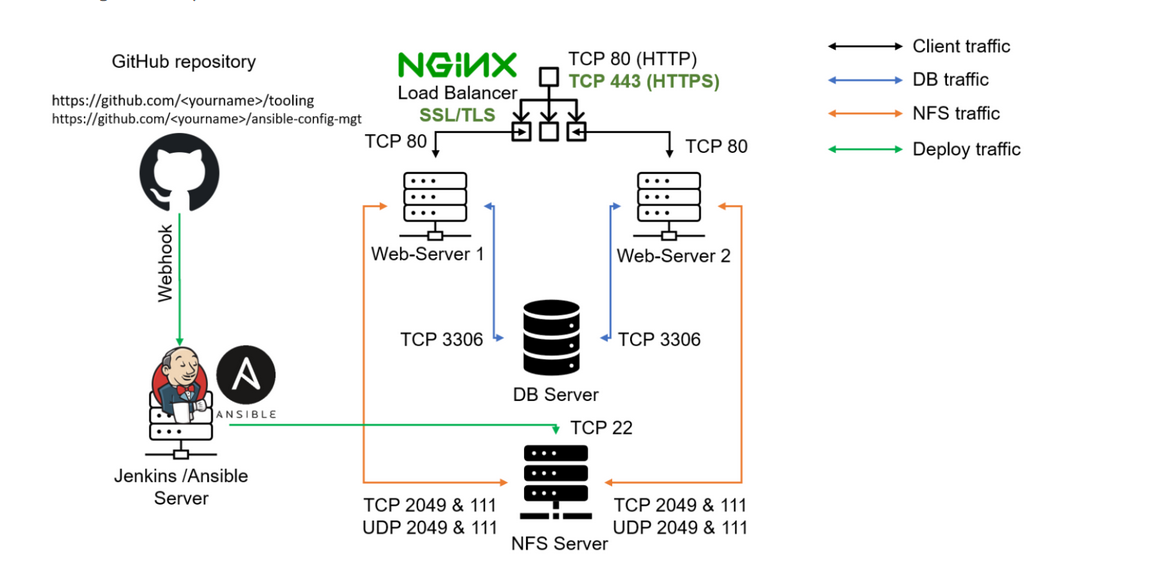 GitHub repository
https://github.com/<yourname>/tooling
https://github.com/<yourname>/ansible-config-mgt
NGiNX
Load Balancer
SSL/TLS
TCP 80 (HTTP)
TCP 443 (HTTPS)
Client traffic
DB traffic
NFS traffic
Deploy traffic
TCP 80
TCP 80
Webhook
Web-Server 1
Web-Server 2
TCP 3306
TCP 3306
DB Server
ANSIBLE
Jenkins /Ansible
Server
TCP 22
TCP 2049 & 111
UDP 2049 & 111
TCP 2049 & 111
UDP 2049 & 111
NFS Server